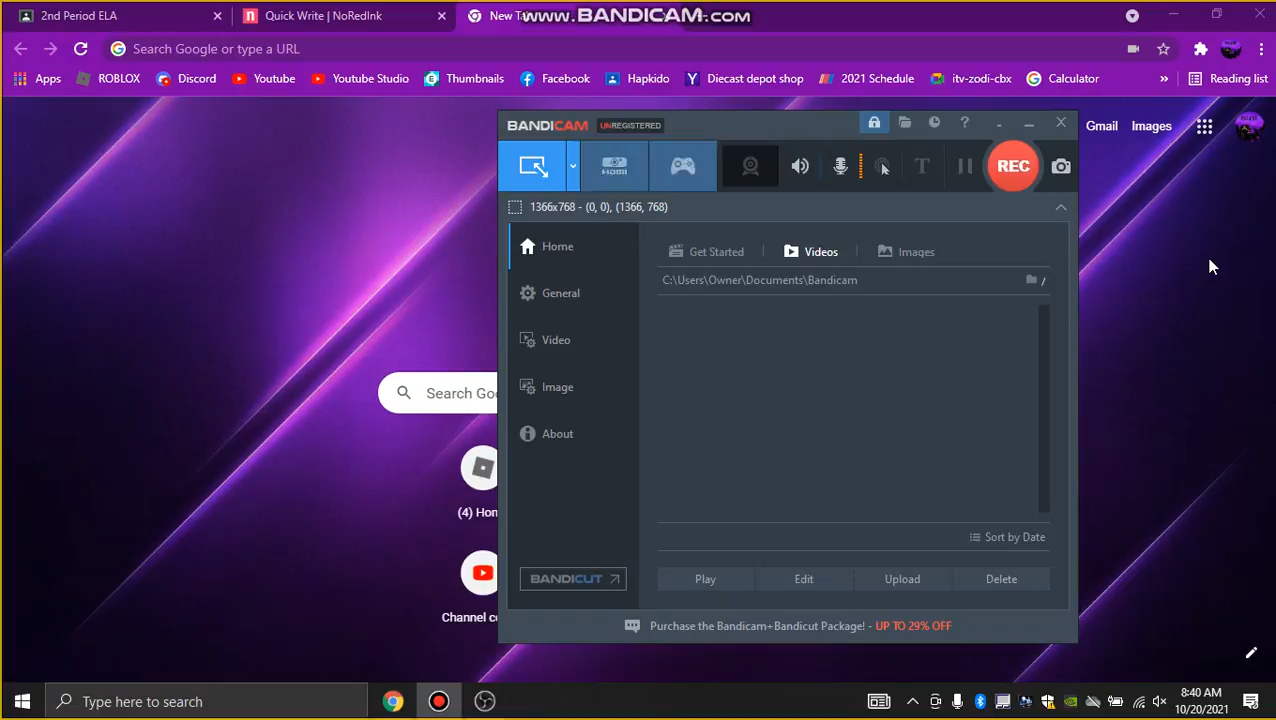 2nd Period ELA
Quick Write | NoRedInk
New Ta
www.BANDICAM.com
Search Google or type a URL
Apps
ROBLOX
Discord
Youtube
Youtube Studio
Thumbnails
Facebook
Hapkido
Diecast depot shop
2021 Schedule
itv-zodi-cbx
Calculator
»
Reading list
Gmail
Images
BANDICAM UNREGISTERED
HDMI
REC
1366x768 - (0, 0), (1366, 768)
Home
General
Video
Image
About
Get Started
Videos
Images
C:\Users\Owner\Documents\Bandicam
/
Sort by Date
BANDICUT
Play
Edit
Upload
Delete
Purchase the Bandicam+Bandicut Package! - UP TO 29% OFF
Search Goo
(4) Hom
Channel co
Type here to search
8:40 AM
10/20/2021